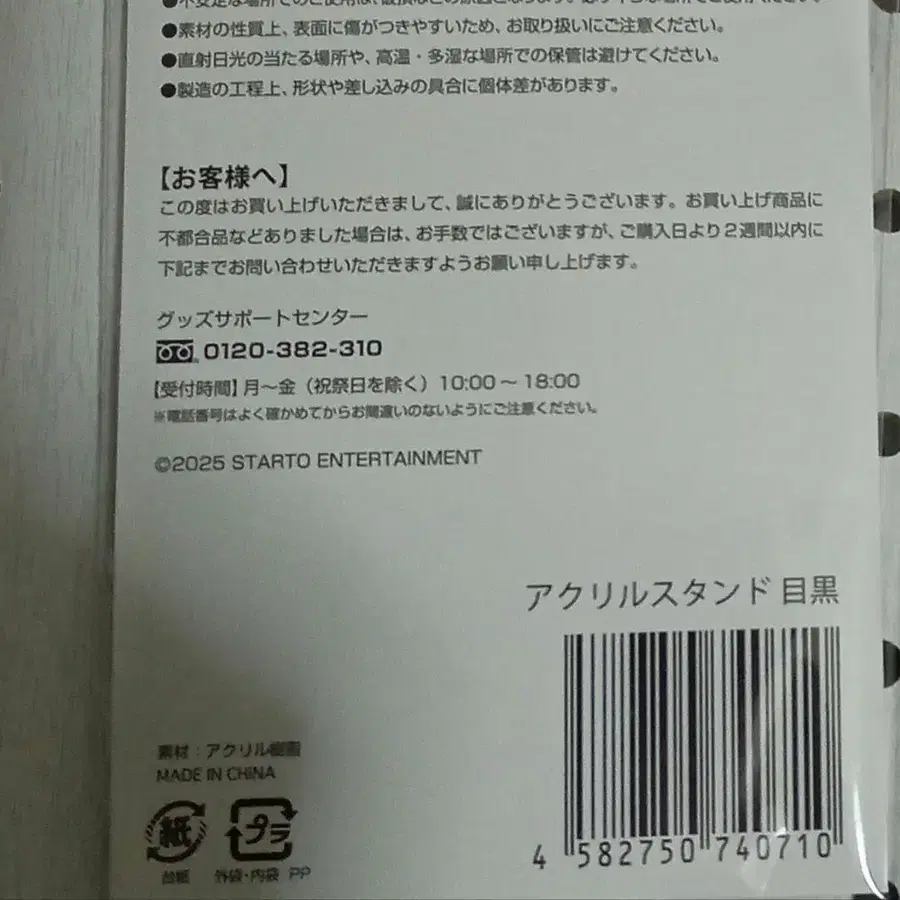 ●素材の性質上、表面に傷がつきやすいため、お取り扱いにご注意ください。
●直射日光の当たる場所や、高温・多湿な場所での保管は避けてください。
●製造の工程上、形状や差し込みの具合に個体差があります。
【お客様へ】
この度はお買い上げいただきまして、誠にありがとうございます。お買い上げ商品に
不都合品などありました場合は、お手数ではございますが、ご購入日より2週間以内に
下記までお問い合わせいただきますようお願い申し上げます。
グッズサポートセンター
0120-382-310
【受付時間】月〜金（祝祭日を除く）10:00〜18:00
※電話番号はよく確かめてからお間違いのないようにご注意ください。
©2025 STARTO ENTERTAINMENT
アクリルスタンド 目黒
素材：アクリル樹脂
MADE IN CHINA
紙 プラ
台紙 外袋・内袋 PP
4 582750 740710